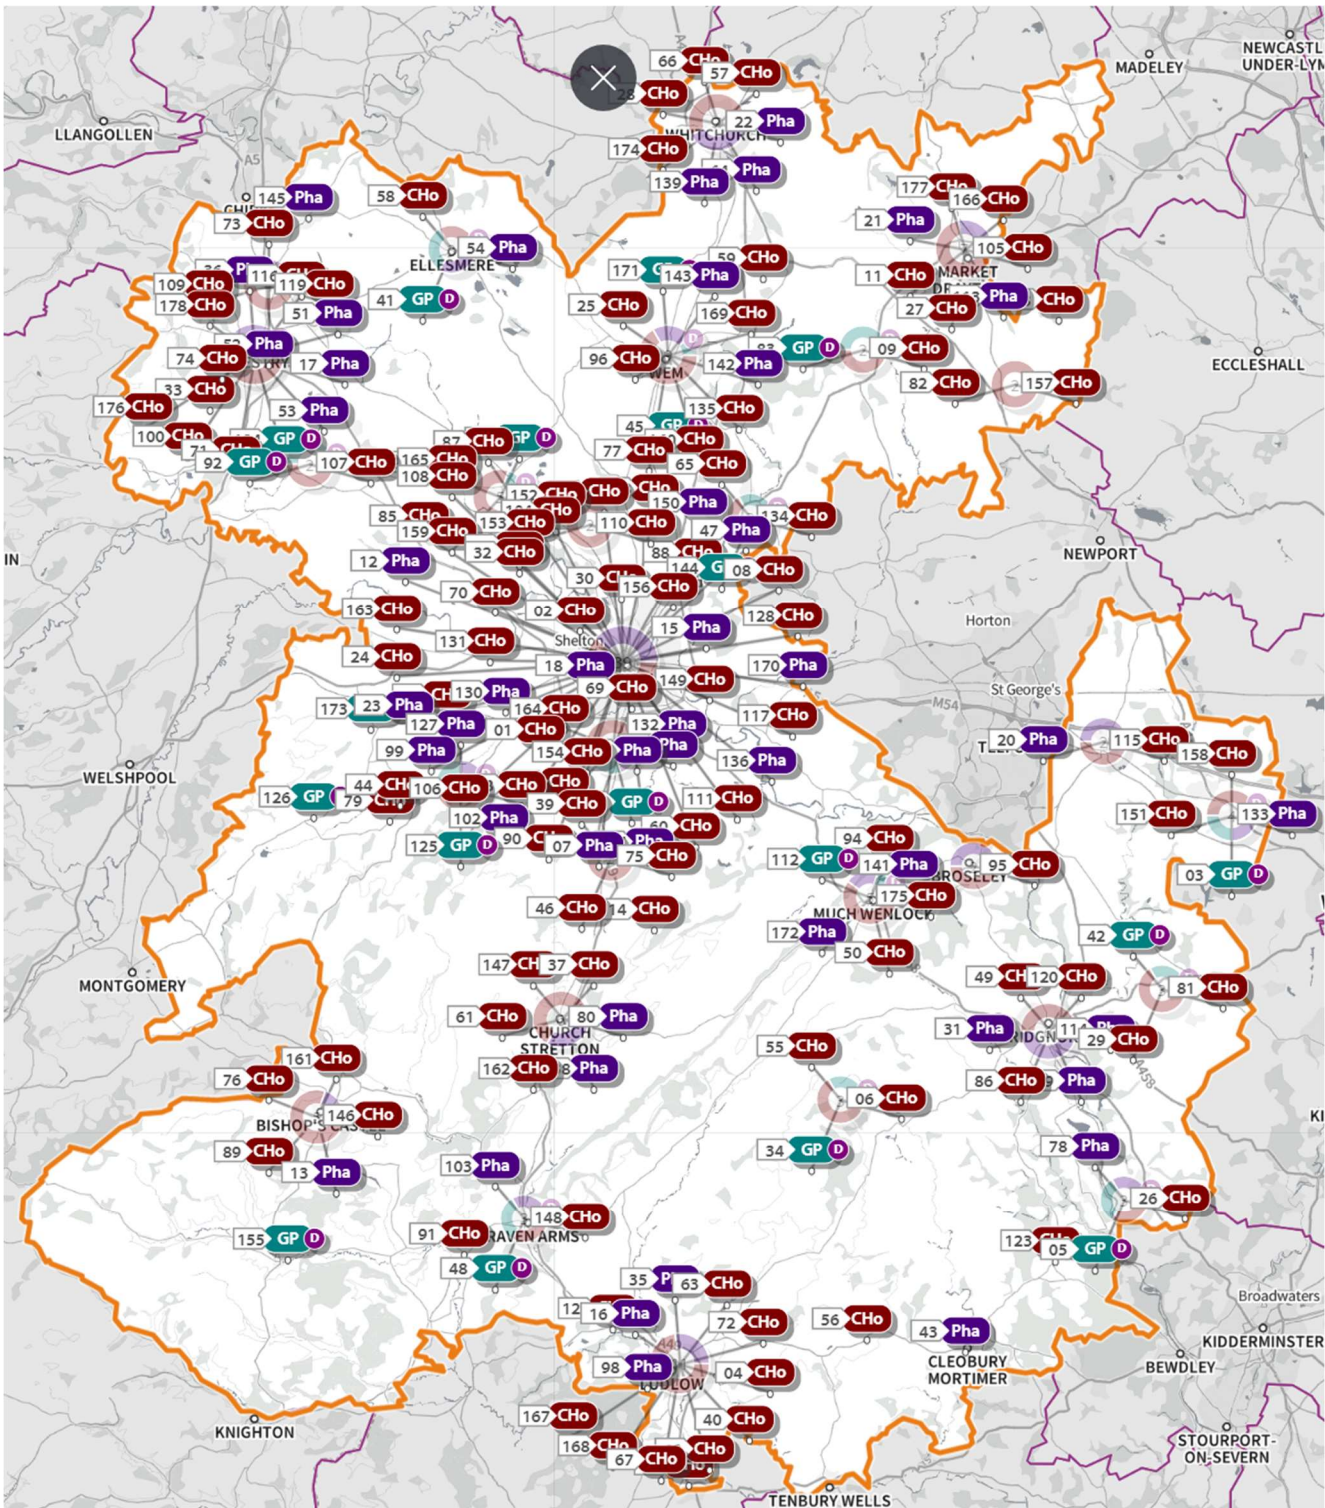 NEWCASTL
UNDER-LYM
MADELEY
66 CHo
57 CHo
CHo
22 Pha
LLANGOLLEN
WHITCHURCH
174 CHo
A5
139 Pha
Pha
145 Pha
58 CHo
177 CHo
166 CHo
73 CHo
21 Pha
54 Pha
105 CHo
ELLESMERE
59 CHo
171
143 Pha
11 CHo
MARKET
109 CHo
116
119 CHo
41 GP D
178 CHo
25 CHo
169 CHo
27 CHo
Pha
CHo
51 Pha
74 CHo
Pha
17 Pha
96 CHo
WEM
142 Pha
GP D
09 CHo
ECCLESHALL
33 CHo
82 CHo
157 CHo
176 CHo
53 Pha
135 CHo
100 CHo
GP D
87 CHo
GP D
45 GP
CHo
92 GP D
107 CHo
165 CHo
108 CHo
77 CHo
65 CHo
152 CHo
CHo
CHo
150 Pha
85 CHo
CHo
153 CHo
110 CHo
134 CHo
159 CHo
47 Pha
32 CHo
88 CHo
NEWPORT
IN
12 Pha
144
08 CHo
30
156 CHo
70 CHo
02 CHo
163 CHo
128 CHo
15 Pha
Horton
131 CHo
Shelton
24 CHo
18 Pha
170 Pha
69 CHo
149 CHo
St George's
173
23 Pha
130 Pha
M54
164 CHo
117 CHo
127 Pha
01 CHo
132 Pha
99 Pha
154 CHo
Pha
Pha
136 Pha
20 Pha
115 CHo
158 CHo
WELSHPOOL
126 GP
44
79
106 CHo
CHo
CHo
39 CHo
GP D
111 CHo
102 Pha
60 CHo
151 CHo
133 Pha
125 GP D
90
07 Pha
75 CHo
94 CHo
112 GP D
141 Pha
BROSELEY
95 CHo
03 GP D
175 CHo
46 CHo
14 CHo
MUCH WENLOCK
172 Pha
42 GP D
50 CHo
147
37 CHo
49
120 CHo
81 CHo
MONTGOMERY
61 CHo
80 Pha
31 Pha
CHURCH
STRETTON
29 CHo
55 CHo
161 CHo
162 CHo
Pha
A458
76 CHo
86 CHo
Pha
06 CHo
BISHOP'S CASTLE
146 CHo
89 CHo
34 GP D
78 Pha
13 Pha
103 Pha
26 CHo
148 CHo
91 CHo
155 GP D
123
05 GP D
48 GP D
35
63 CHo
Broadwaters
16 Pha
72 CHo
56 CHo
43 Pha
KIDDERMINSTER
98 Pha
CLEOBURY
MORTIMER
BEWDLEY
LUDLOW
04 CHo
167 CHo
40 CHo
KNIGHTON
168 CHo
67 CHo
CHo
STOURPORT-
ON-SEVERN
TENBURY WELLS